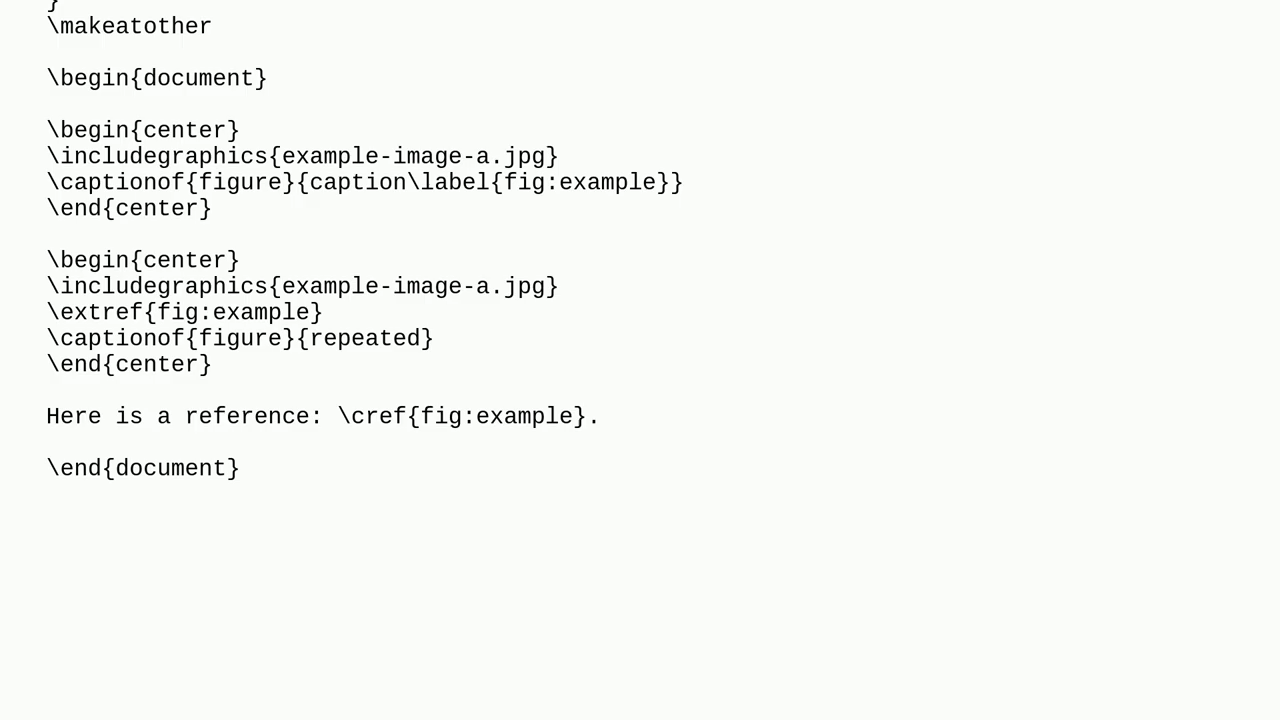 }
\makeatother
\begin{document}
\begin{center}
\includegraphics{example-image-a.jpg}
\captionof{figure}{caption\label{fig:example}}
\end{center}
\begin{center}
\includegraphics{example-image-a.jpg}
\extref{fig:example}
\captionof{figure}{repeated}
\end{center}
Here is a reference: \cref{fig:example}.
\end{document}